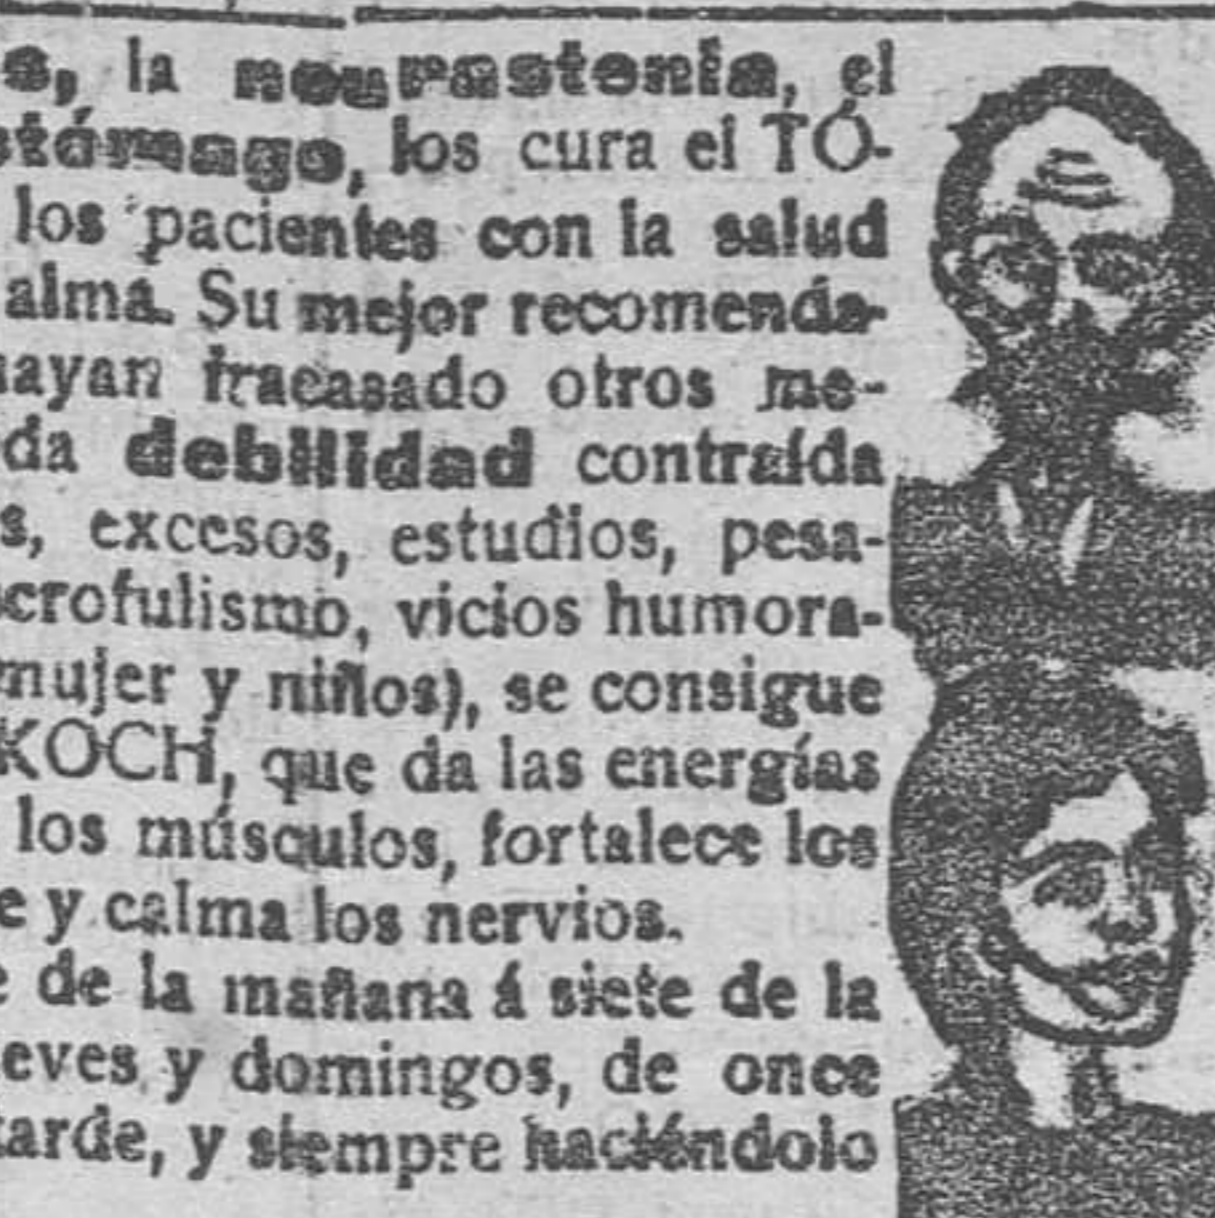 la neurastenia, el
los cura el TÓ-
los pacientes con la salud
alma. Su mejor recomenda-
ayan fracasado otros me-
da debilidad contraída
s, excesos, estudios, pesa-
crofulismo, vicios humora-
mujer y niños), se consigue
KOCH, que da las energías
los músculos, fortalece los
e y calma los nervios.
e de la mañana á siete de la
eves y domingos, de once
tarde, y siempre haciéndolo